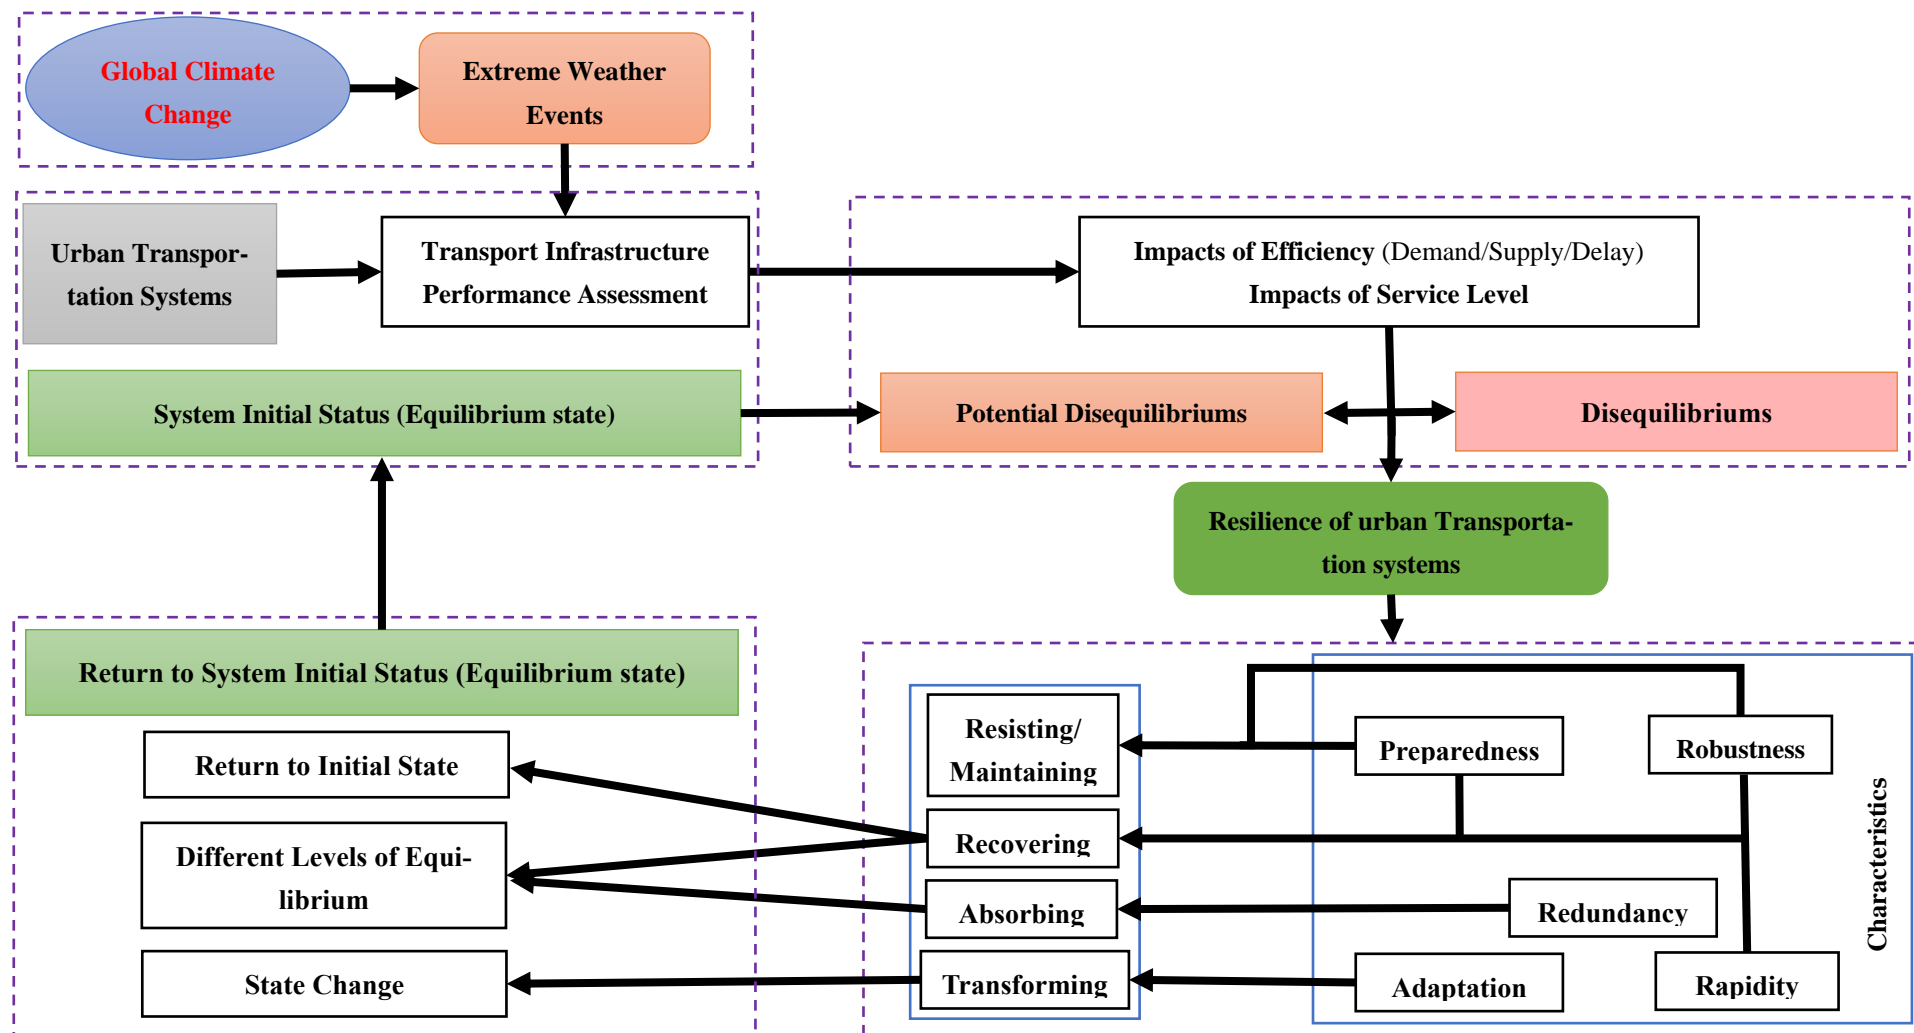 Global Climate
Change
Extreme Weather
Events
Urban Transpor-
tation Systems
Transport Infrastructure
Performance Assessment
Impacts of Efficiency (Demand/Supply/Delay)
Impacts of Service Level
System Initial Status (Equilibrium state)
Potential Disequilibriums
Disequilibriums
Resilience of urban Transporta-
tion systems
Return to System Initial Status (Equilibrium state)
Return to Initial State
Different Levels of Equi-
librium
State Change
Resisting/
Maintaining
Recovering
Absorbing
Transforming
Preparedness
Robustness
Redundancy
Adaptation
Rapidity
Characteristics